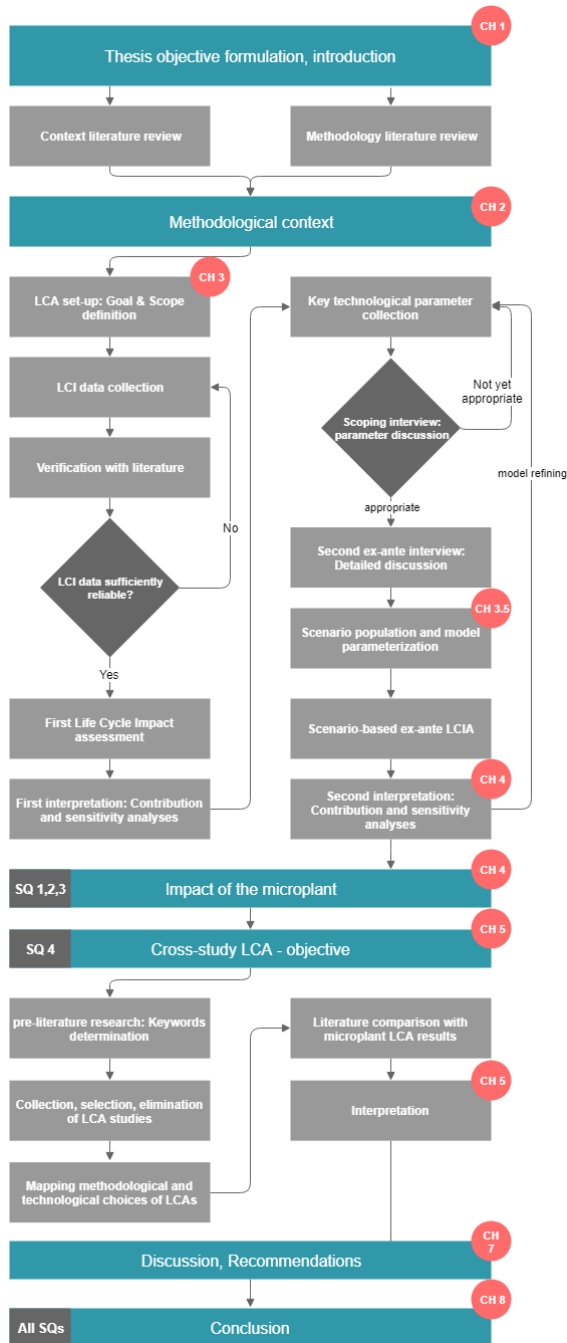 CH 1
Thesis objective formulation, introduction
Context literature review
Methodology literature review
CH 2
Methodological context
CH 3
LCA set-up: Goal & Scope
definition
Key technological parameter
collection
LCI data collection
Not yet
appropriate
Scoping interview:
parameter discussion
Verification with literature
model refining
appropriate
No
LCI data sufficiently
reliable?
Second ex-ante interview:
Detailed discussion
CH 3.5
Scenario population and model
parameterization
Yes
First Life Cycle Impact
assessment
Scenario-based ex-ante LCIA
CH 4
First interpretation: Contribution
and sensitivity analyses
Second interpretation:
Contribution and sensitivity
analyses
CH 4
SQ 1,2,3
Impact of the microplant
CH 5
SQ 4
Cross-study LCA - objective
pre-literature research: Keywords
determination
Literature comparison with
microplant LCA results
CH 5
Collection, selection, elimination
of LCA studies
Interpretation
Mapping methodological and
technological choices of LCAs
CH
7
Discussion, Recommendations
CH 8
All SQs
Conclusion